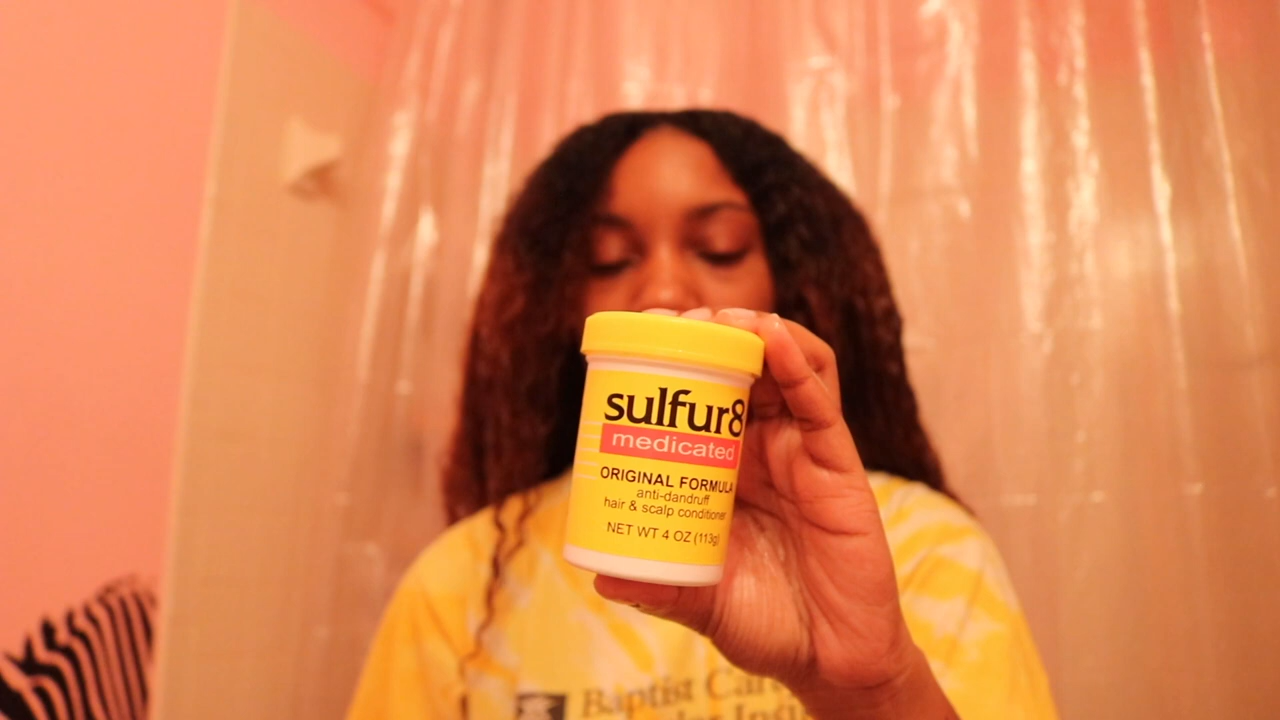 sulfur8
medicated
ORIGINAL FORMULA
anti-dandruff
hair & scalp conditioner
NET WT 4 OZ (113g)
Baptist